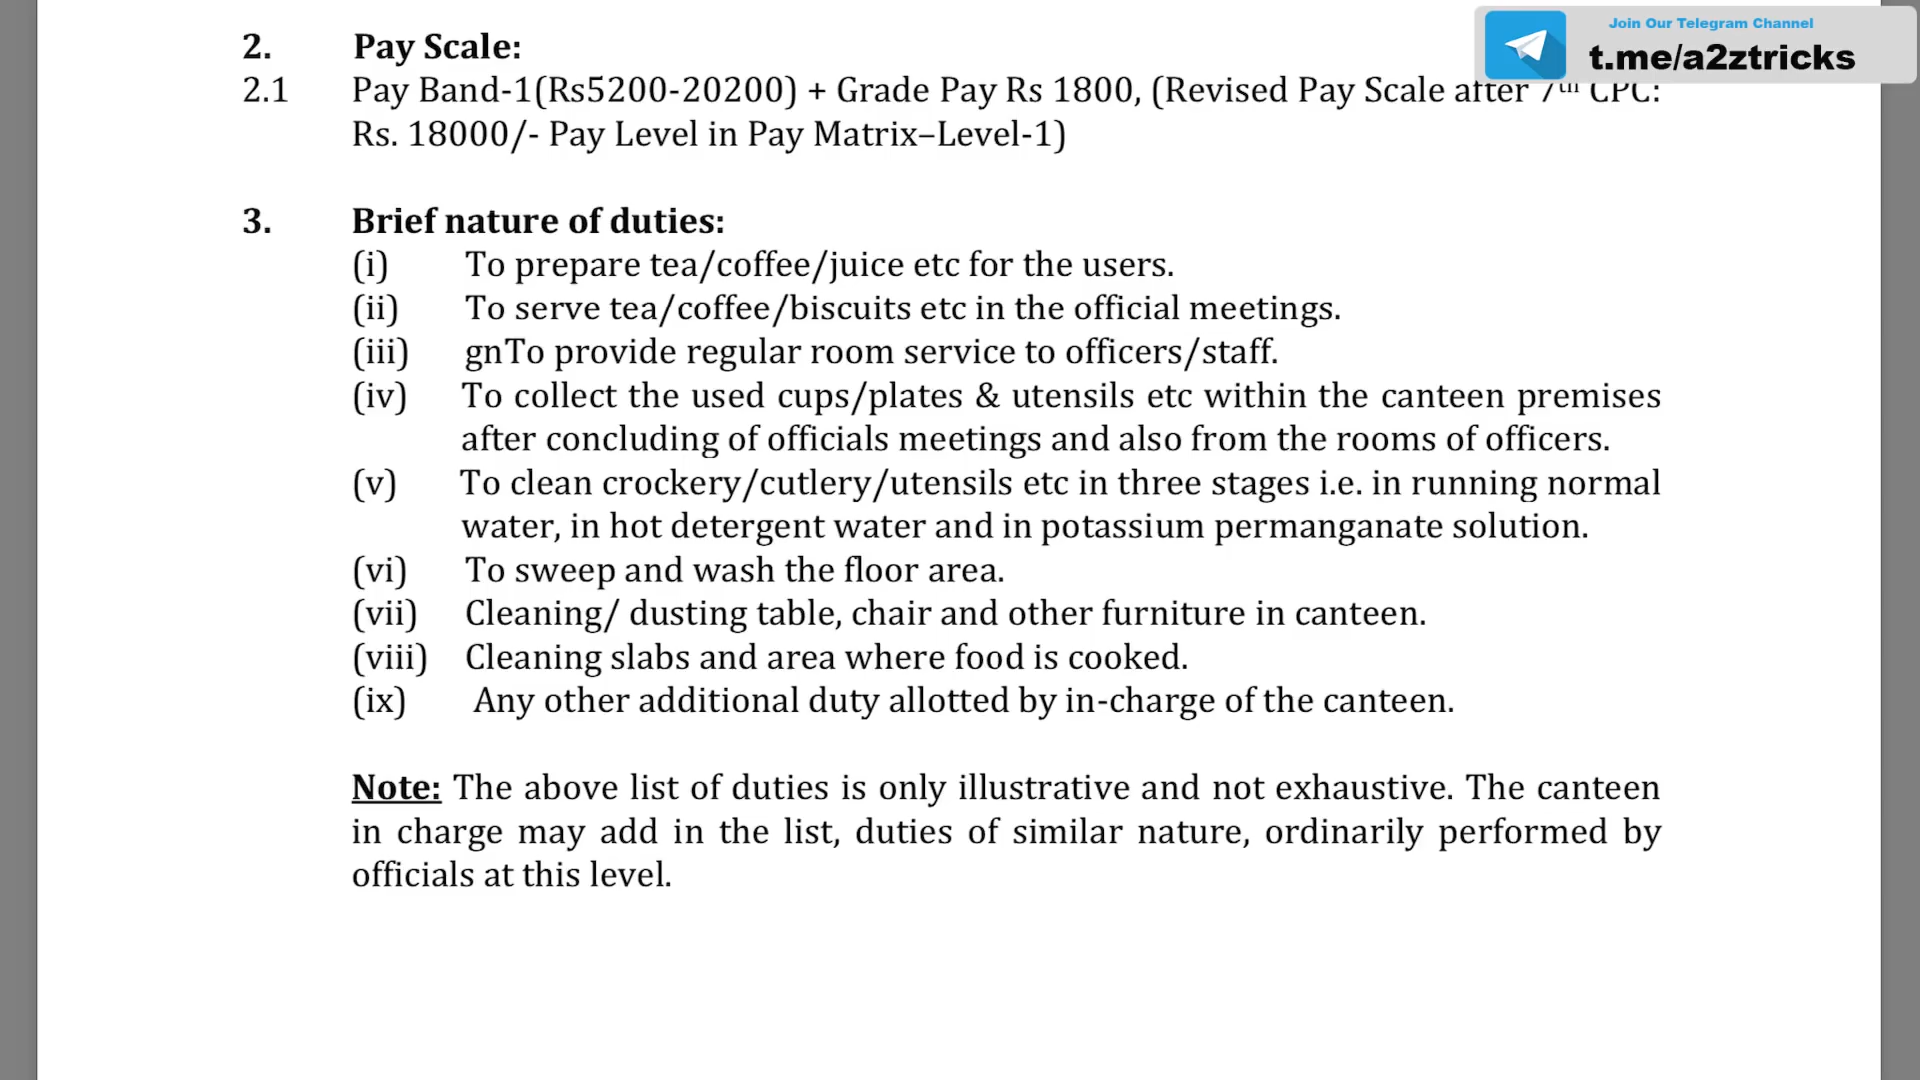 Join Our Telegram Channel
t.me/a2ztricks
2. Pay Scale:
2.1 Pay Band-1(Rs5200-20200) + Grade Pay Rs 1800, (Revised Pay Scale after 7th CPC:
Rs. 18000/- Pay Level in Pay Matrix–Level-1)
3. Brief nature of duties:
(i) To prepare tea/coffee/juice etc for the users.
(ii) To serve tea/coffee/biscuits etc in the official meetings.
(iii) gnTo provide regular room service to officers/staff.
(iv) To collect the used cups/plates & utensils etc within the canteen premises
after concluding of officials meetings and also from the rooms of officers.
(v) To clean crockery/cutlery/utensils etc in three stages i.e. in running normal
water, in hot detergent water and in potassium permanganate solution.
(vi) To sweep and wash the floor area.
(vii) Cleaning/ dusting table, chair and other furniture in canteen.
(viii) Cleaning slabs and area where food is cooked.
(ix) Any other additional duty allotted by in-charge of the canteen.
Note: The above list of duties is only illustrative and not exhaustive. The canteen
in charge may add in the list, duties of similar nature, ordinarily performed by
officials at this level.